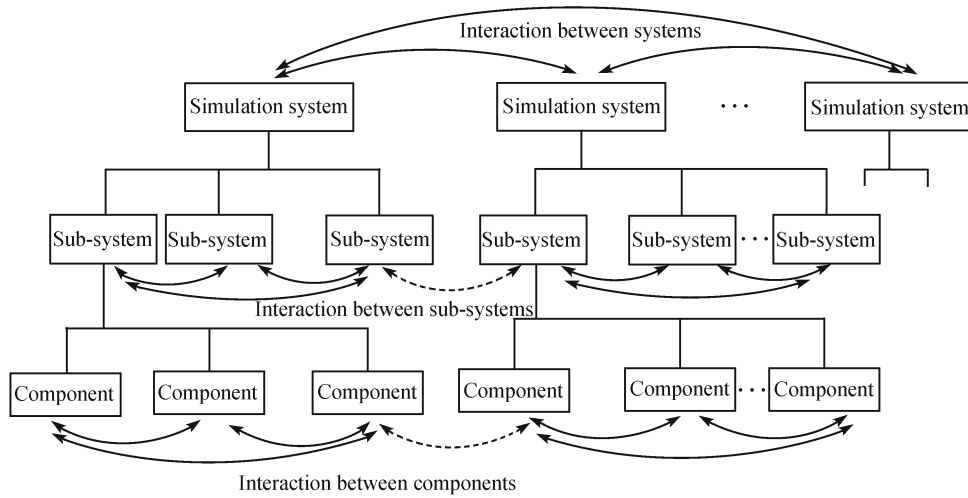 Interaction between systems
Simulation system
Simulation system
...
Simulation system
Sub-system
Sub-system
Sub-system
Sub-system
Sub-system
...
Sub-system
Interaction between sub-systems
Component
Component
Component
Component
Component
...
Component
Interaction between components